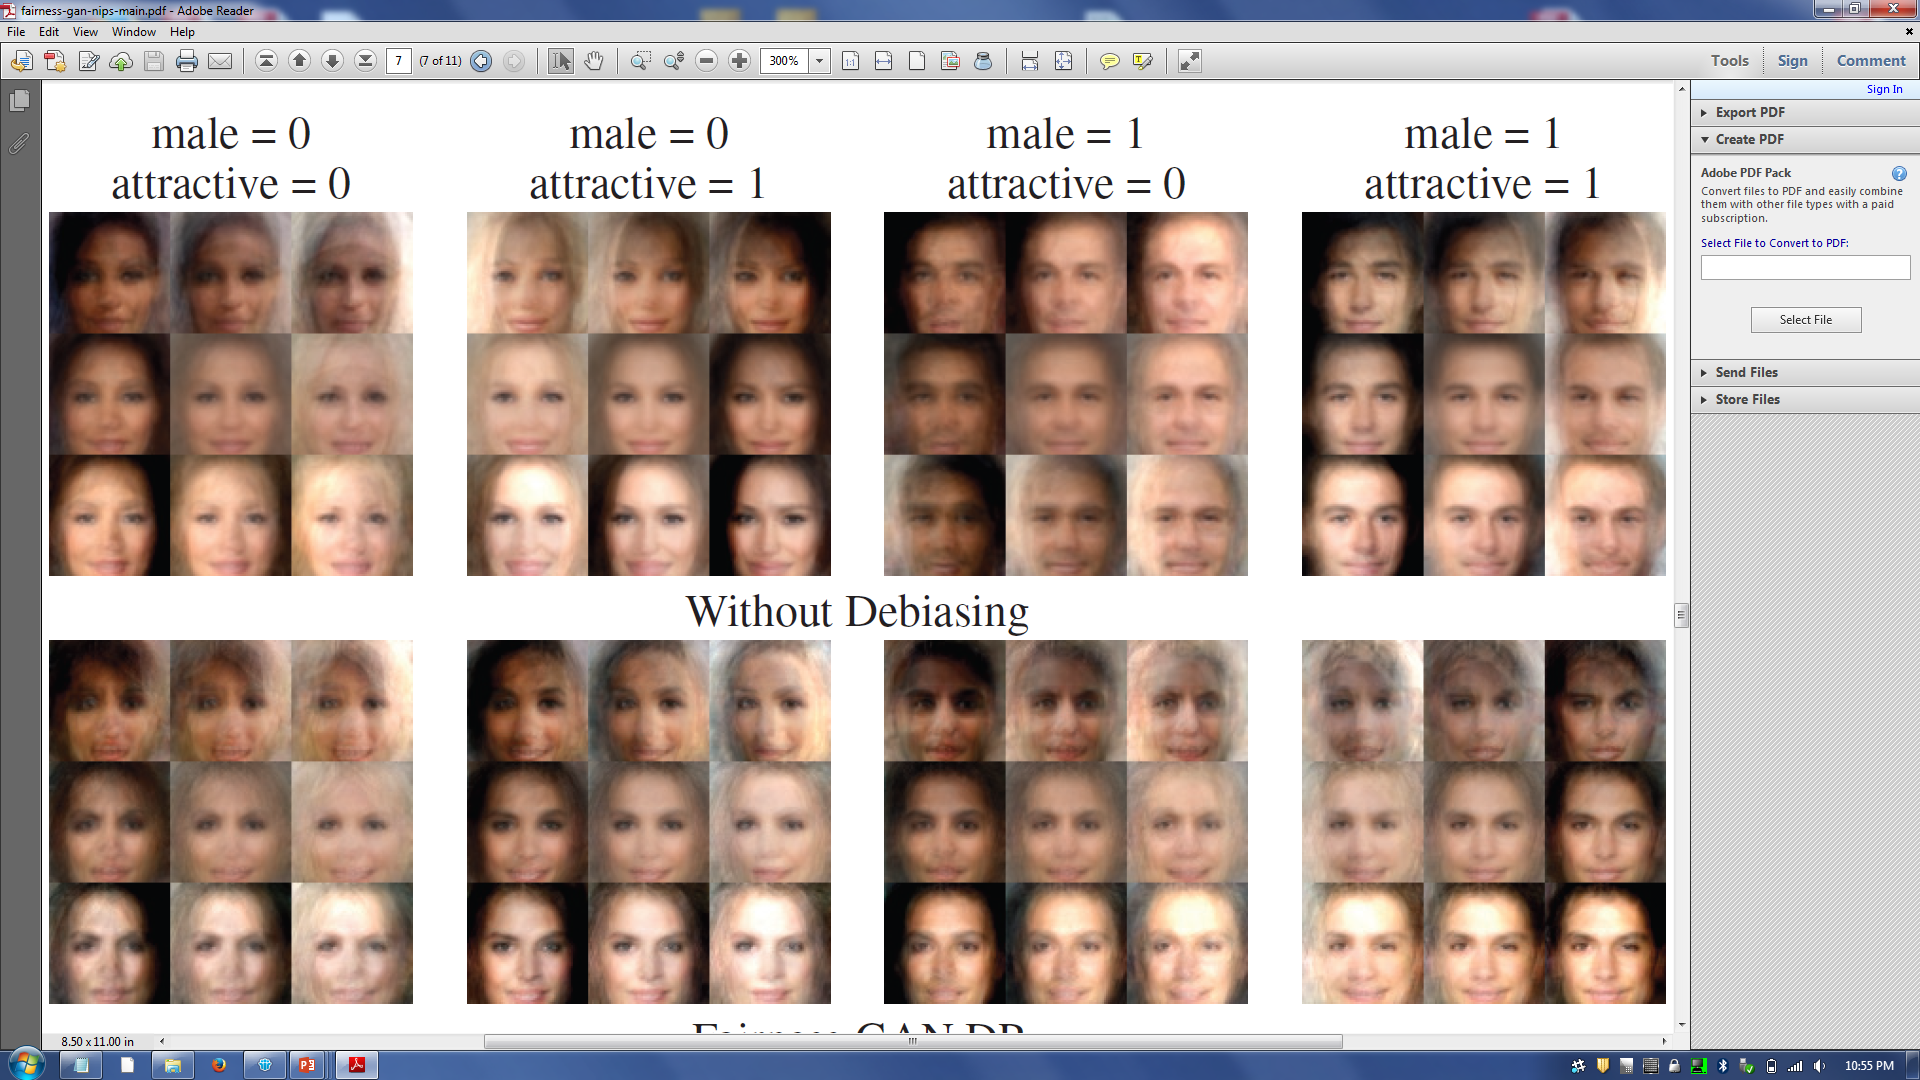 fairness-gan-nips-main.pdf - Adobe Reader
File Edit View Window Help
7 (7 of 11) 300% Tools Sign Comment
Sign In
Export PDF
Create PDF
Adobe PDF Pack
Convert files to PDF and easily combine
them with other file types with a paid
subscription.
Select File to Convert to PDF:
Select File
Send Files
Store Files
male = 0 male = 0 male = 1 male = 1
attractive = 0 attractive = 1 attractive = 0 attractive = 1
Without Debiasing
8.50 x 11.00 in
10:55 PM